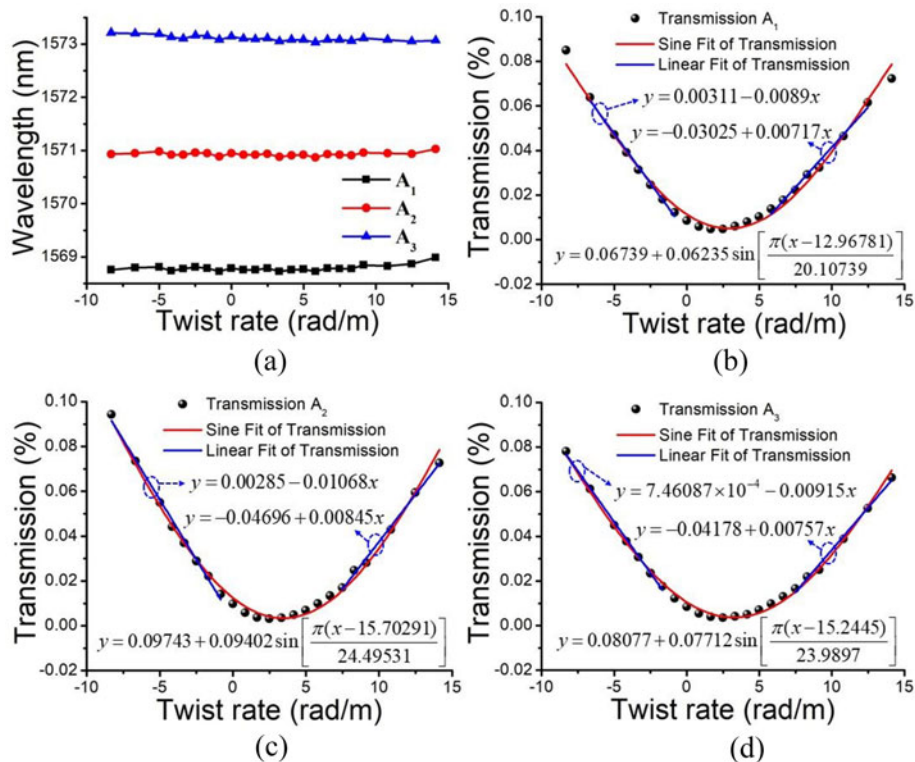 1573
1572
1571
1570
1569
Wavelength (nm)
A1
A2
A3
-10 -5 0 5 10 15
Twist rate (rad/m)
(a)
0.10
0.08
0.06
0.04
0.02
0.00
-0.02
Transmission (%)
Transmission A1
Sine Fit of Transmission
Linear Fit of Transmission
y = 0.00311−0.0089x
y = −0.03025+0.00717x
y = 0.06739+0.06235 sin[π(x−12.96781)/20.10739]
-10 -5 0 5 10 15
Twist rate (rad/m)
(b)
0.10
0.08
0.06
0.04
0.02
0.00
-0.02
Transmission (%)
Transmission A2
Sine Fit of Transmission
Linear Fit of Transmission
y = 0.00285−0.01068x
y = −0.04696+0.00845x
y = 0.09743+0.09402 sin[π(x−15.70291)/24.49531]
-10 -5 0 5 10 15
Twist rate (rad/m)
(c)
0.10
0.08
0.06
0.04
0.02
0.00
-0.02
Transmission (%)
Transmission A3
Sine Fit of Transmission
Linear Fit of Transmission
y = 7.46087×10⁻⁴−0.00915x
y = −0.04178+0.00757x
y = 0.08077+0.07712 sin[π(x−15.2445)/23.9897]
-10 -5 0 5 10 15
Twist rate (rad/m)
(d)